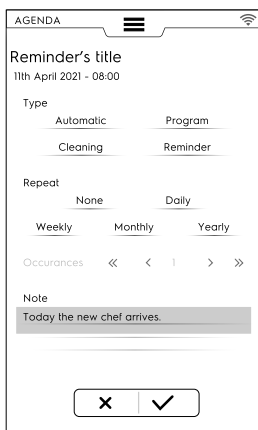 AGENDA
Reminder's title
11th April 2021 - 08:00
Type
Automatic Program
Cleaning Reminder
Repeat
None Daily
Weekly Monthly Yearly
Occurances « < 1 > »
Note
Today the new chef arrives.